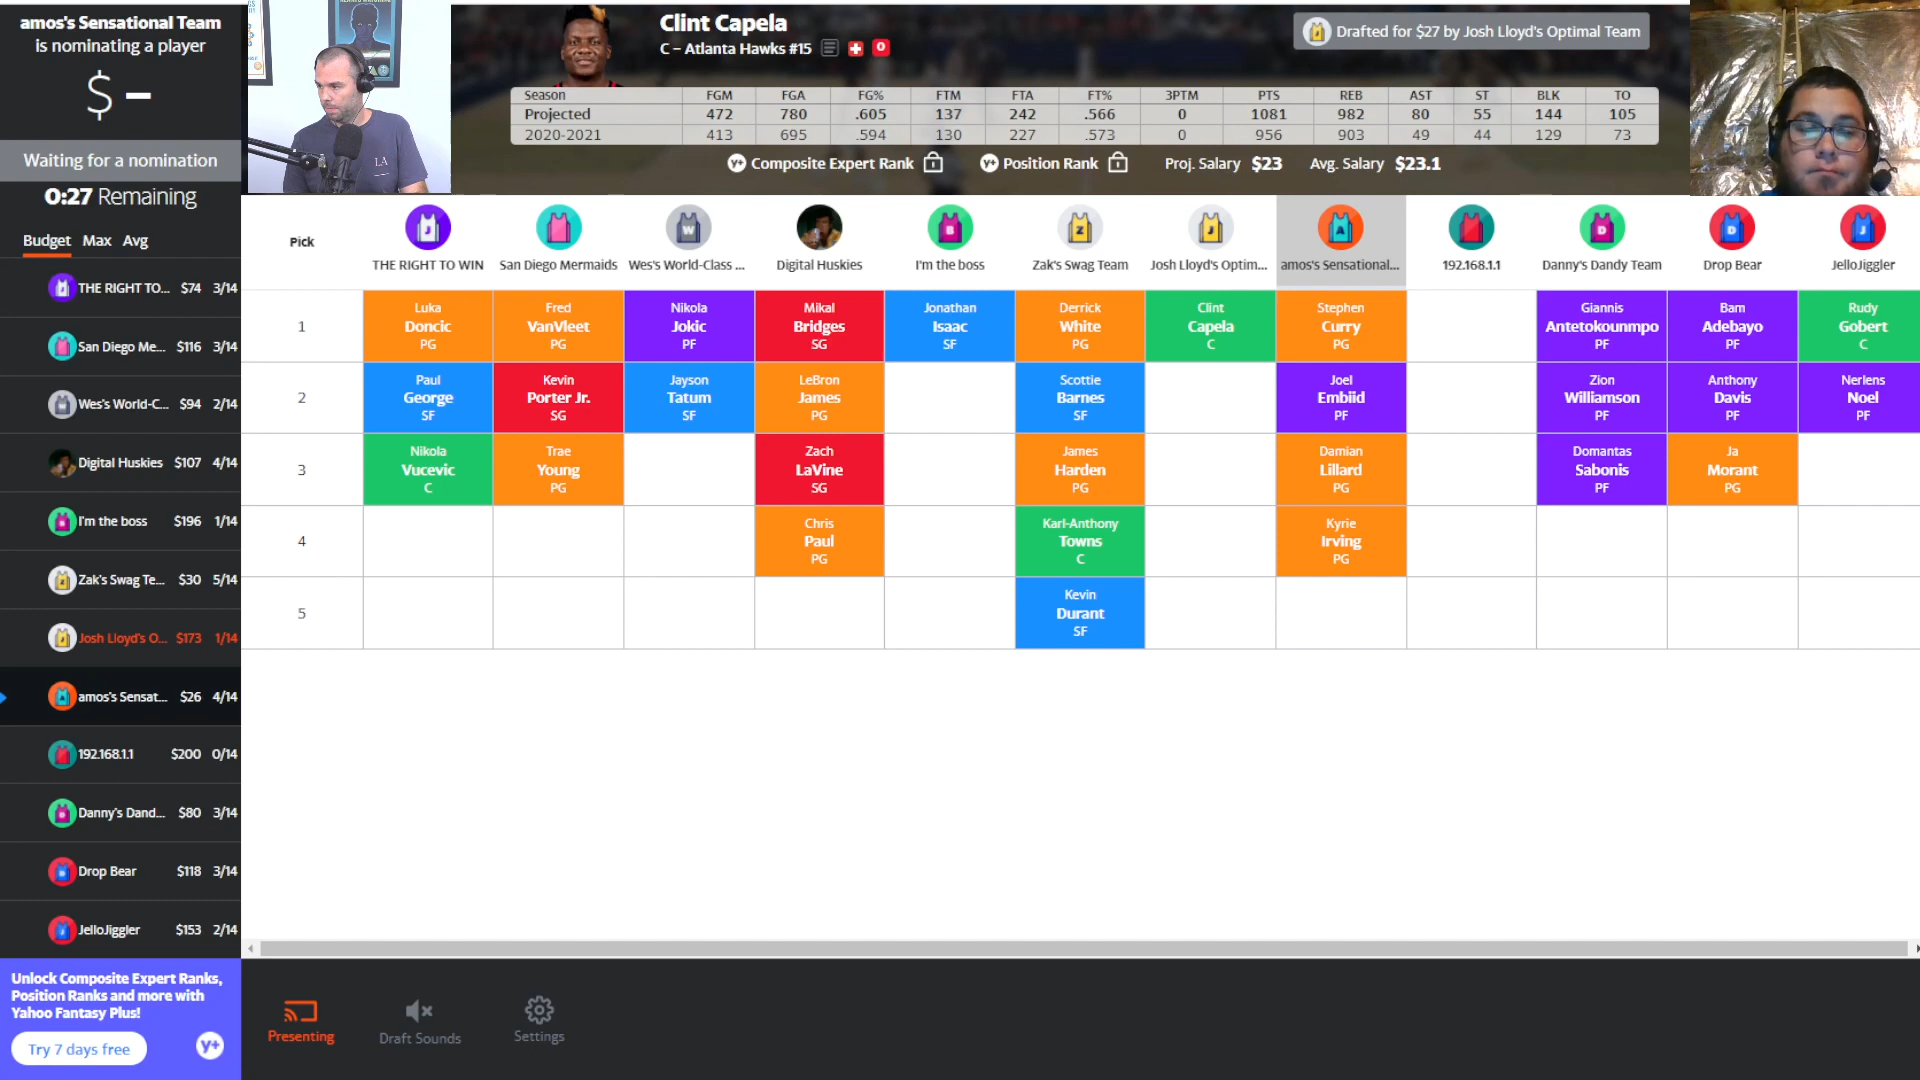 amos's Sensational Team
is nominating a player
$ –
Waiting for a nomination
0:27 Remaining
Budget Max Avg
THE RIGHT TO... $74 3/14
San Diego Me... $116 3/14
Wes's World-C... $94 2/14
Digital Huskies $107 4/14
I'm the boss $196 1/14
Zak's Swag Te... $30 5/14
Josh Lloyd's O... $173 1/14
amos's Sensat... $26 4/14
192.168.1.1 $200 0/14
Danny's Dand... $80 3/14
Drop Bear $118 3/14
JelloJiggler $153 2/14
Unlock Composite Expert Ranks,
Position Ranks and more with
Yahoo Fantasy Plus!
Try 7 days free
y+
LA
Clint Capela
C – Atlanta Hawks #15
Drafted for $27 by Josh Lloyd's Optimal Team
Season FGM FGA FG% FTM FTA FT% 3PTM PTS REB AST ST BLK TO
Projected 472 780 .605 137 242 .566 0 1081 982 80 55 144 105
2020-2021 413 695 .594 130 227 .573 0 956 903 49 44 129 73
y+ Composite Expert Rank y+ Position Rank Proj. Salary $23 Avg. Salary $23.1
J W B Z J A D D J
Pick THE RIGHT TO WIN San Diego Mermaids Wes's World-Class ... Digital Huskies I'm the boss Zak's Swag Team Josh Lloyd's Optim... amos's Sensational... 192.168.1.1 Danny's Dandy Team Drop Bear JelloJiggler
Luka Fred Nikola Mikal Jonathan Derrick Clint Stephen Giannis Bam Rudy
1 Doncic VanVleet Jokic Bridges Isaac White Capela Curry Antetokounmpo Adebayo Gobert
PG PG PF SG SF PG C PG PF PF C
Paul Kevin Jayson LeBron Scottie Joel Zion Anthony Nerlens
2 George Porter Jr. Tatum James Barnes Embiid Williamson Davis Noel
SF SG SF PG SF PF PF PF PF
Nikola Trae Zach James Damian Domantas Ja
3 Vucevic Young LaVine Harden Lillard Sabonis Morant
C PG SG PG PG PF PG
Chris Karl-Anthony Kyrie
4 Paul Towns Irving
PG C PG
Kevin
5 Durant
SF
Presenting Draft Sounds Settings